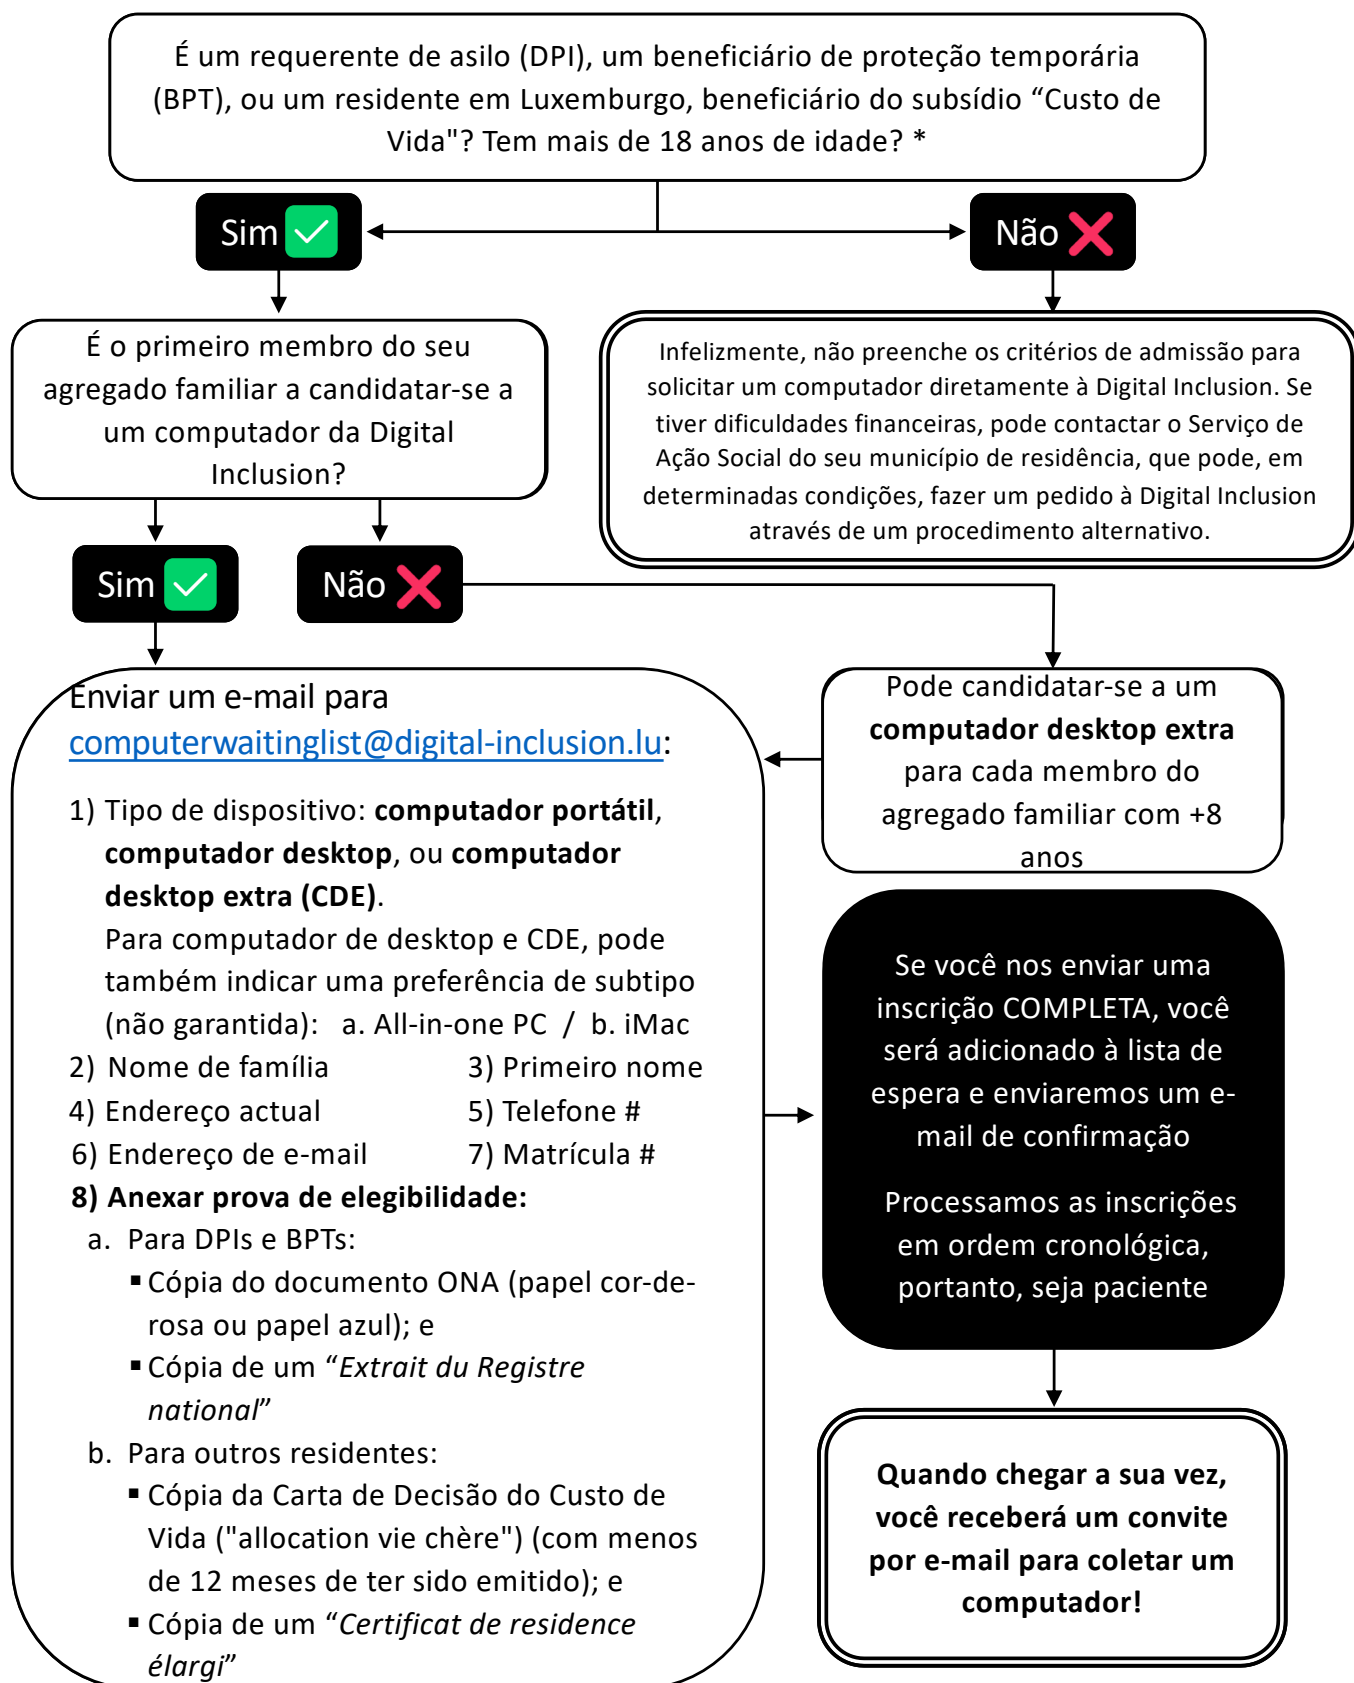 É um requerente de asilo (DPI), um beneficiário de proteção temporária
(BPT), ou um residente em Luxemburgo, beneficiário do subsídio “Custo de
Vida"? Tem mais de 18 anos de idade? *
Sim
Não
É o primeiro membro do seu
agregado familiar a candidatar-se a
um computador da Digital
Inclusion?
Infelizmente, não preenche os critérios de admissão para
solicitar um computador diretamente à Digital Inclusion. Se
tiver dificuldades financeiras, pode contactar o Serviço de
Ação Social do seu município de residência, que pode, em
determinadas condições, fazer um pedido à Digital Inclusion
através de um procedimento alternativo.
Sim
Não
Enviar um e-mail para
computerwaitinglist@digital-inclusion.lu:
1) Tipo de dispositivo: computador portátil,
computador desktop, ou computador
desktop extra (CDE).
Para computador de desktop e CDE, pode
também indicar uma preferência de subtipo
(não garantida): a. All-in-one PC / b. iMac
2) Nome de família 3) Primeiro nome
4) Endereço actual 5) Telefone #
6) Endereço de e-mail 7) Matrícula #
8) Anexar prova de elegibilidade:
a. Para DPIs e BPTs:
▪ Cópia do documento ONA (papel cor-de-
rosa ou papel azul); e
▪ Cópia de um “Extrait du Registre
national”
b. Para outros residentes:
▪ Cópia da Carta de Decisão do Custo de
Vida ("allocation vie chère") (com menos
de 12 meses de ter sido emitido); e
▪ Cópia de um “Certificat de residence
élargi”
Pode candidatar-se a um
computador desktop extra
para cada membro do
agregado familiar com +8
anos
Se você nos enviar uma
inscrição COMPLETA, você
será adicionado à lista de
espera e enviaremos um e-
mail de confirmação
Processamos as inscrições
em ordem cronológica,
portanto, seja paciente
Quando chegar a sua vez,
você receberá um convite
por e-mail para coletar um
computador!